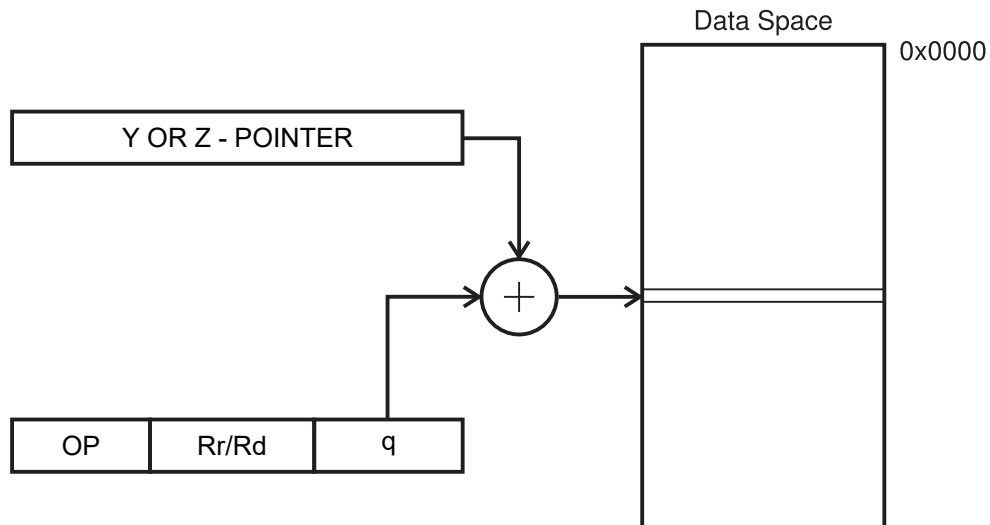 Data Space
0x0000
Y OR Z - POINTER
OP
Rr/Rd
q